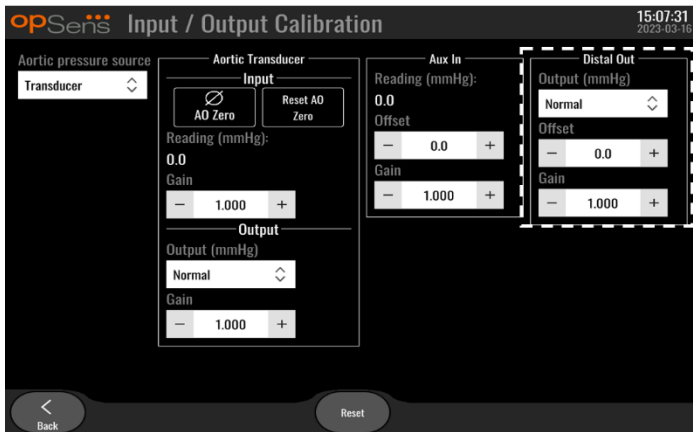 opSens Input / Output Calibration
15:07:31
2023-03-16
Aortic pressure source
Transducer
Aortic Transducer
Input
AO Zero
Reset AO
Zero
Reading (mmHg):
0.0
Gain
− 1.000 +
Output
Output (mmHg)
Normal
Gain
− 1.000 +
Aux In
Reading (mmHg):
0.0
Offset
− 0.0 +
Gain
− 1.000 +
Distal Out
Output (mmHg)
Normal
Offset
− 0.0 +
Gain
− 1.000 +
Back
Reset